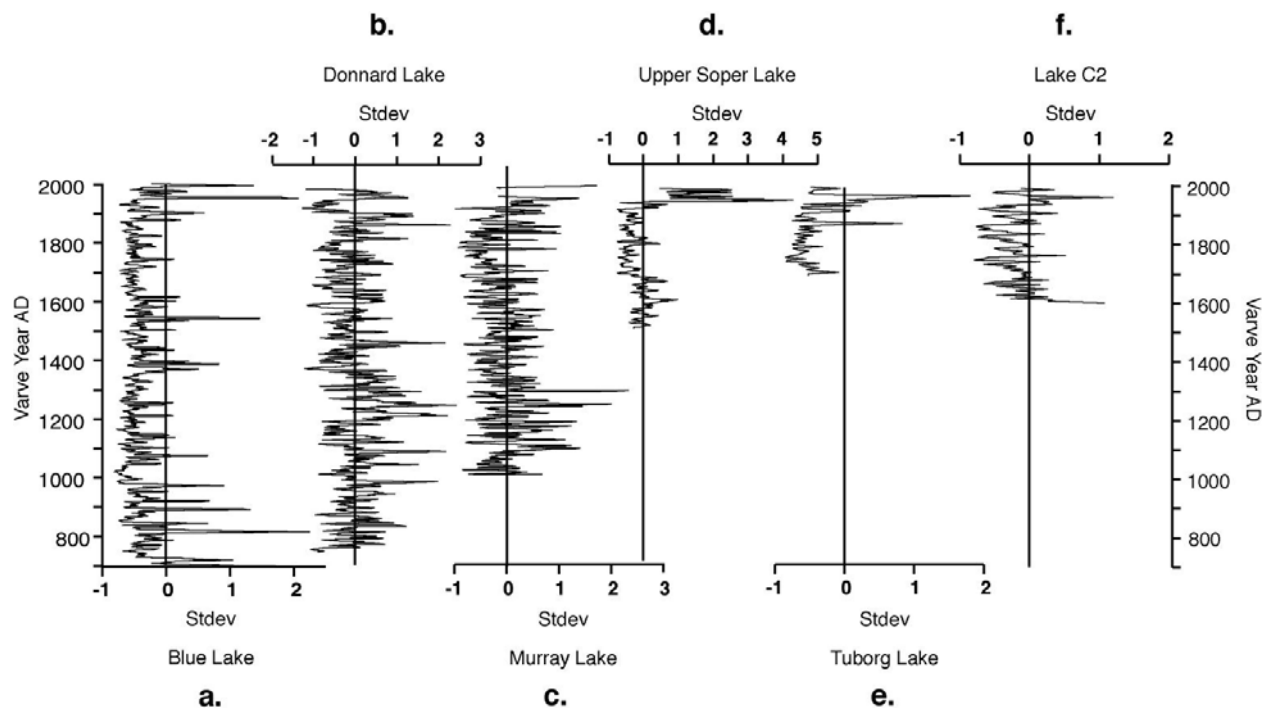 b. d. f.
Donnard Lake Upper Soper Lake Lake C2
Stdev Stdev Stdev
-2 -1 0 1 2 3 -1 0 1 2 3 4 5 -1 0 1 2
2000 2000
1800 1800
1600 1600
1400 1400
1200 1200
1000 1000
800 800
Varve Year AD Varve Year AD
-1 0 1 2 -1 0 1 2 3 -1 0 1 2
Stdev Stdev Stdev
Blue Lake Murray Lake Tuborg Lake
a. c. e.